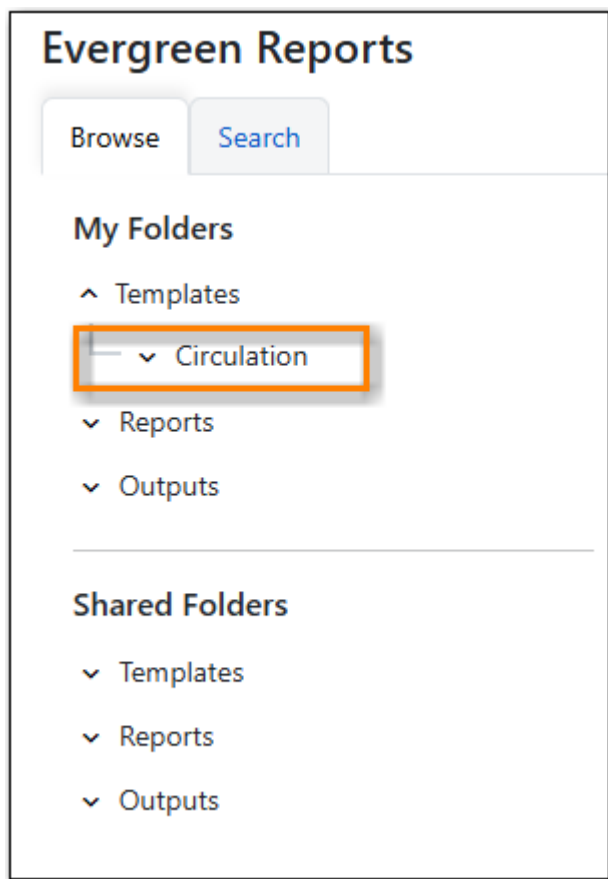 Evergreen Reports
Browse Search
My Folders
Templates
Circulation
Reports
Outputs
Shared Folders
Templates
Reports
Outputs